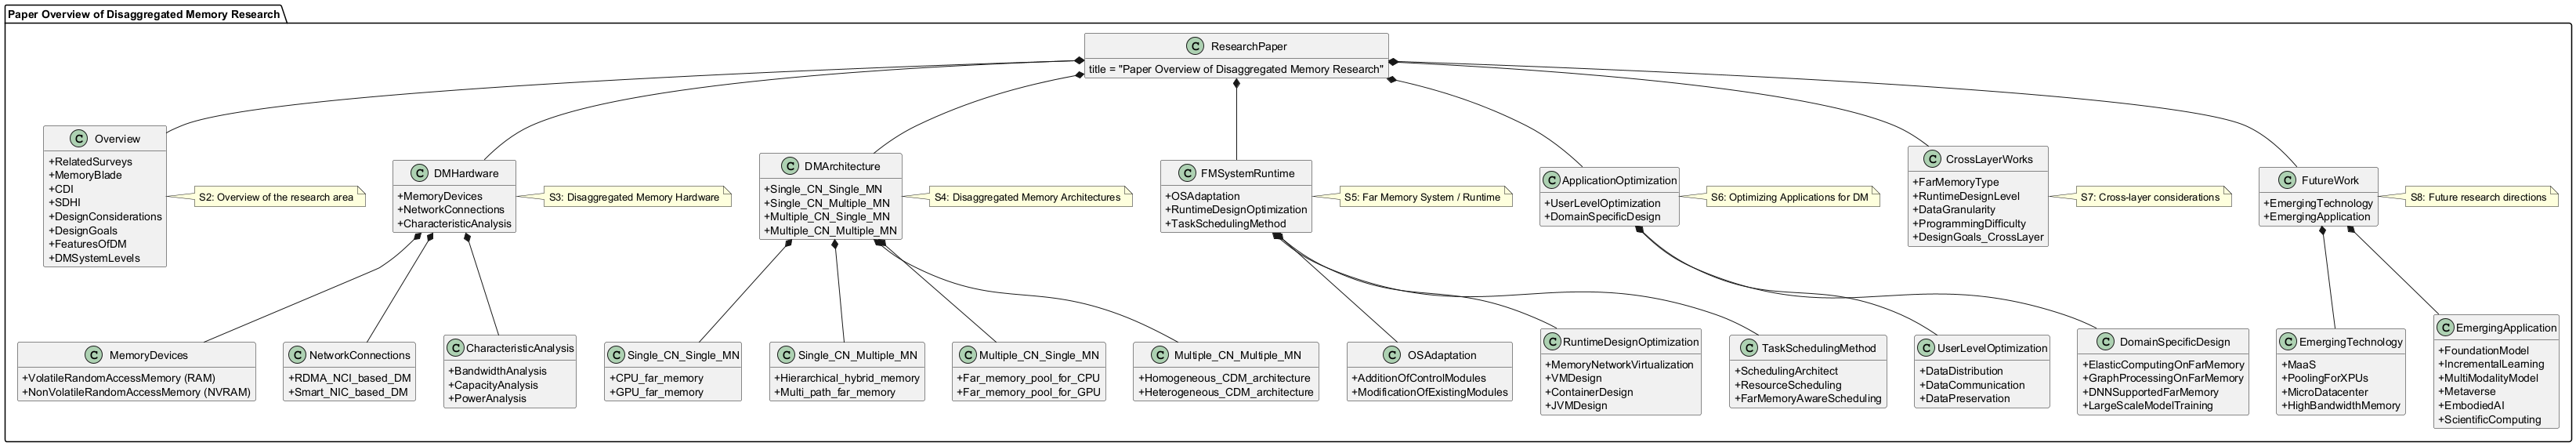 Paper Overview of Disaggregated Memory Research
C ResearchPaper
title = "Paper Overview of Disaggregated Memory Research"
C Overview
+RelatedSurveys
+MemoryBlade
+CDI
+SDHI
+DesignConsiderations
+DesignGoals
+FeaturesOfDM
+DMSystemLevels
S2: Overview of the research area
C DMHardware
+MemoryDevices
+NetworkConnections
+CharacteristicAnalysis
S3: Disaggregated Memory Hardware
C DMArchitecture
+Single_CN_Single_MN
+Single_CN_Multiple_MN
+Multiple_CN_Single_MN
+Multiple_CN_Multiple_MN
S4: Disaggregated Memory Architectures
C FMSystemRuntime
+OSAdaptation
+RuntimeDesignOptimization
+TaskSchedulingMethod
S5: Far Memory System / Runtime
C ApplicationOptimization
+UserLevelOptimization
+DomainSpecificDesign
S6: Optimizing Applications for DM
C CrossLayerWorks
+FarMemoryType
+RuntimeDesignLevel
+DataGranularity
+ProgrammingDifficulty
+DesignGoals_CrossLayer
S7: Cross-layer considerations
C FutureWork
+EmergingTechnology
+EmergingApplication
S8: Future research directions
C MemoryDevices
+VolatileRandomAccessMemory (RAM)
+NonVolatileRandomAccessMemory (NVRAM)
C NetworkConnections
+RDMA_NCI_based_DM
+Smart_NIC_based_DM
C CharacteristicAnalysis
+BandwidthAnalysis
+CapacityAnalysis
+PowerAnalysis
C Single_CN_Single_MN
+CPU_far_memory
+GPU_far_memory
C Single_CN_Multiple_MN
+Hierarchical_hybrid_memory
+Multi_path_far_memory
C Multiple_CN_Single_MN
+Far_memory_pool_for_CPU
+Far_memory_pool_for_GPU
C Multiple_CN_Multiple_MN
+Homogeneous_CDM_architecture
+Heterogeneous_CDM_architecture
C OSAdaptation
+AdditionOfControlModules
+ModificationOfExistingModules
C RuntimeDesignOptimization
+MemoryNetworkVirtualization
+VMDesign
+ContainerDesign
+JVMDesign
C TaskSchedulingMethod
+SchedulingArchitect
+ResourceScheduling
+FarMemoryAwareScheduling
C UserLevelOptimization
+DataDistribution
+DataCommunication
+DataPreservation
C DomainSpecificDesign
+ElasticComputingOnFarMemory
+GraphProcessingOnFarMemory
+DNNSupportedFarMemory
+LargeScaleModelTraining
C EmergingTechnology
+MaaS
+PoolingForXPUs
+MicroDatacenter
+HighBandwidthMemory
C EmergingApplication
+FoundationModel
+IncrementalLearning
+MultiModalityModel
+Metaverse
+EmbodiedAI
+ScientificComputing